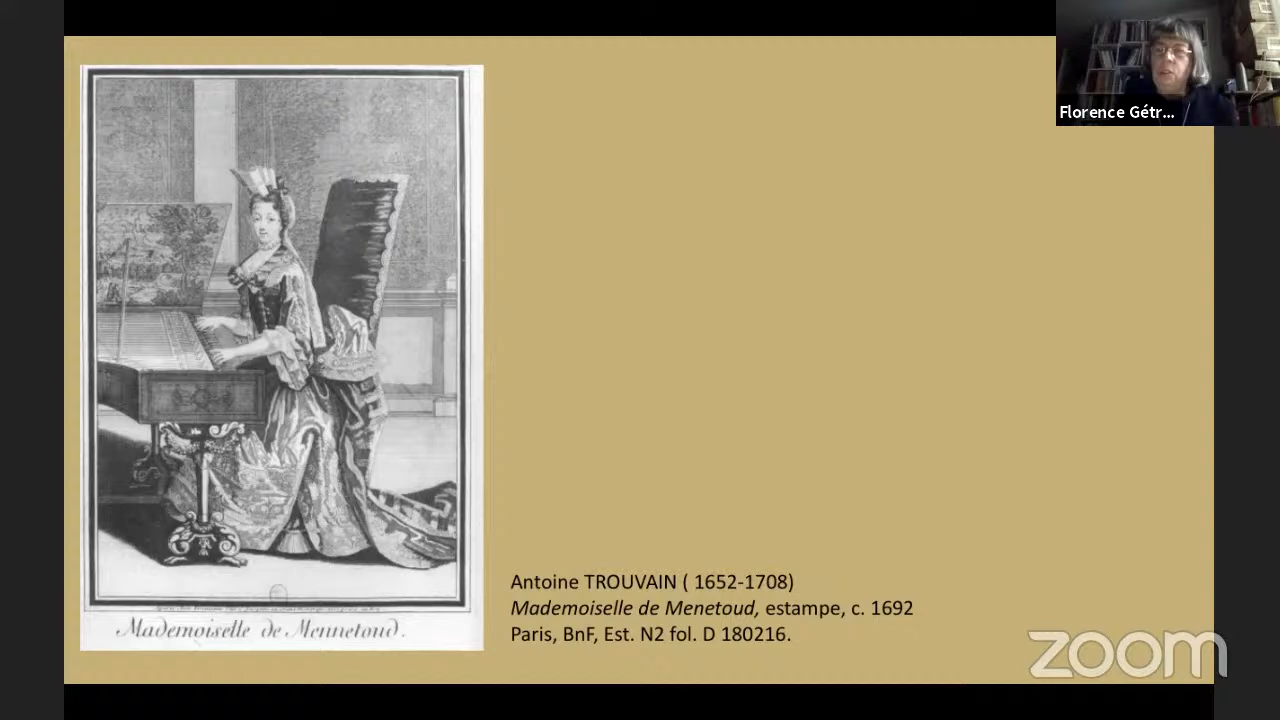 Florence Gétr...
Mademoiselle de Mennetoud.
Antoine TROUVAIN ( 1652-1708)
Mademoiselle de Menetoud, estampe, c. 1692
Paris, BnF, Est. N2 fol. D 180216.
zoom